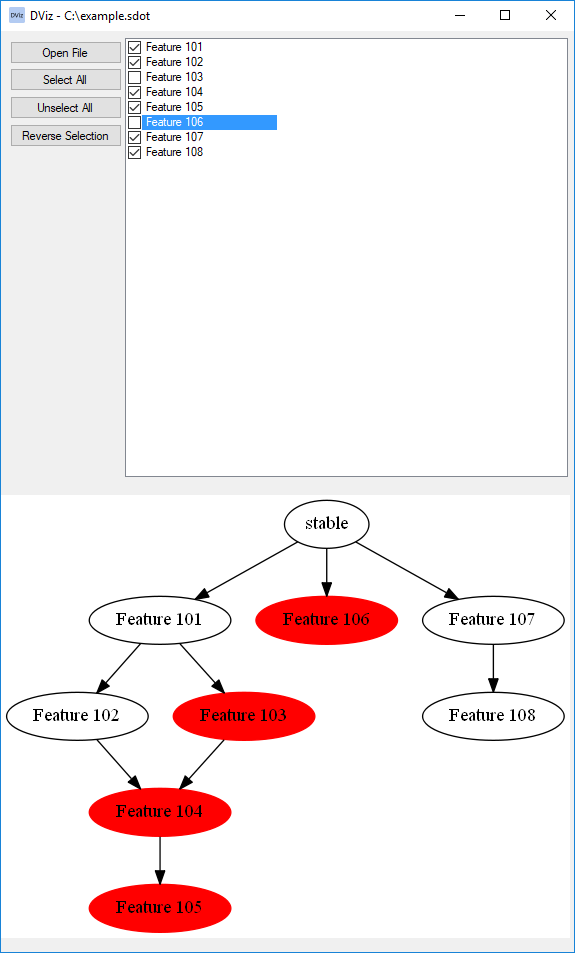 DViz DViz - C:\example.sdot
Open File
Select All
Unselect All
Reverse Selection
Feature 101
Feature 102
Feature 103
Feature 104
Feature 105
Feature 106
Feature 107
Feature 108
stable
Feature 101
Feature 106
Feature 107
Feature 102
Feature 103
Feature 108
Feature 104
Feature 105